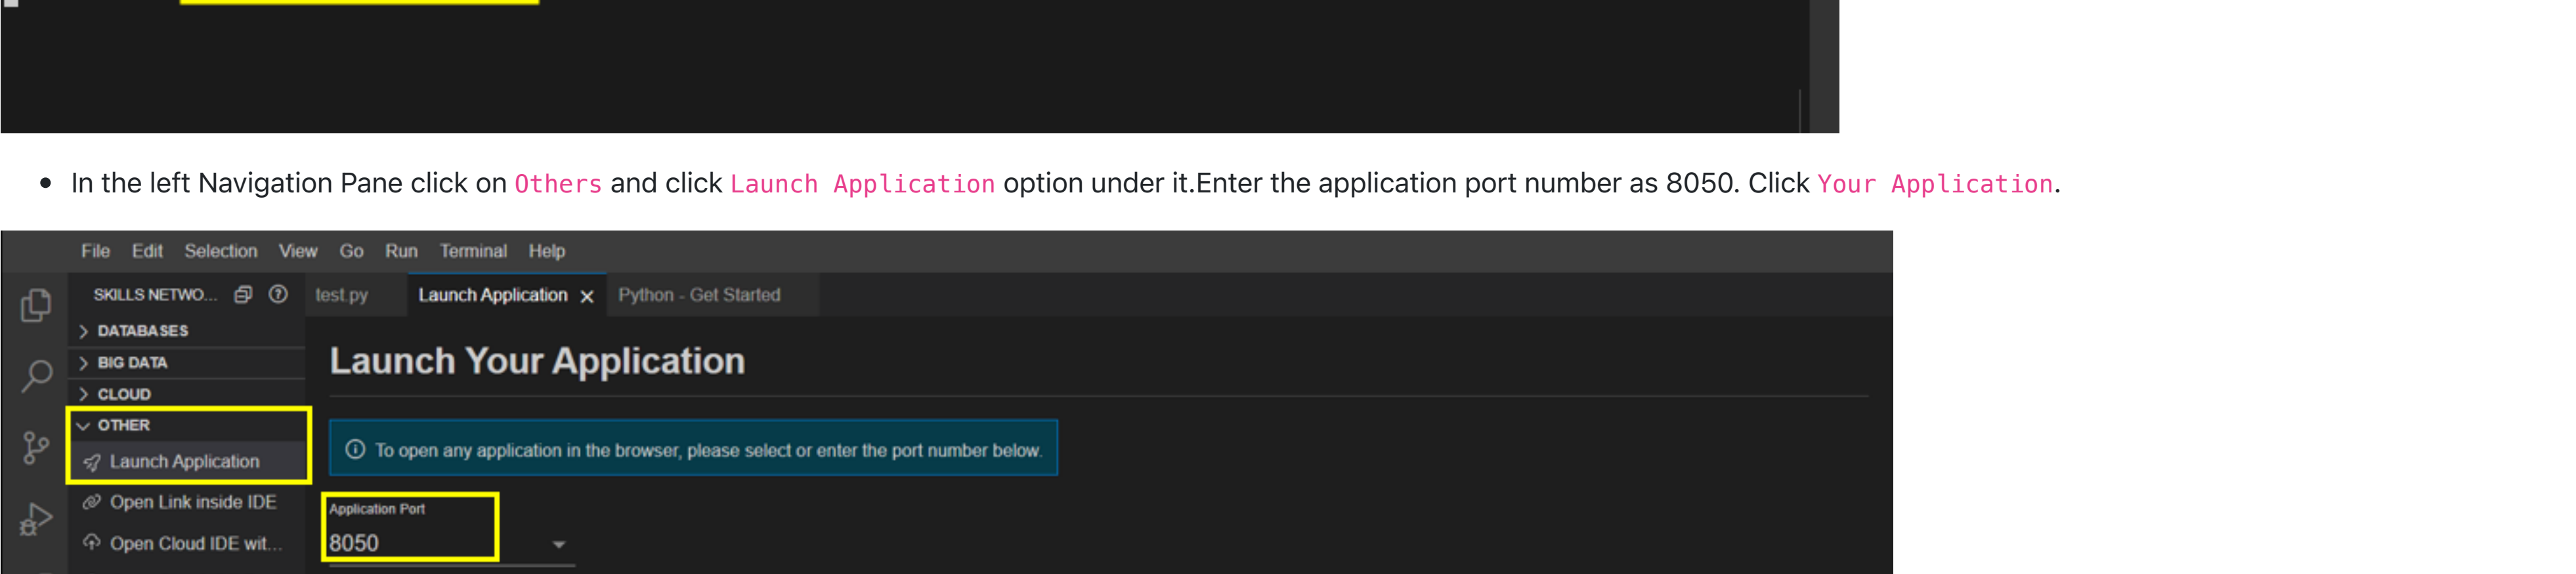 In the left Navigation Pane click on Others and click Launch Application option under it.Enter the application port number as 8050. Click Your Application.
File Edit Selection View Go Run Terminal Help
SKILLS NETWO... test.py Launch Application Python - Get Started
DATABASES
BIG DATA
CLOUD
OTHER
Launch Application
Open Link inside IDE
Open Cloud IDE wit...
Launch Your Application
To open any application in the browser, please select or enter the port number below.
Application Port
8050